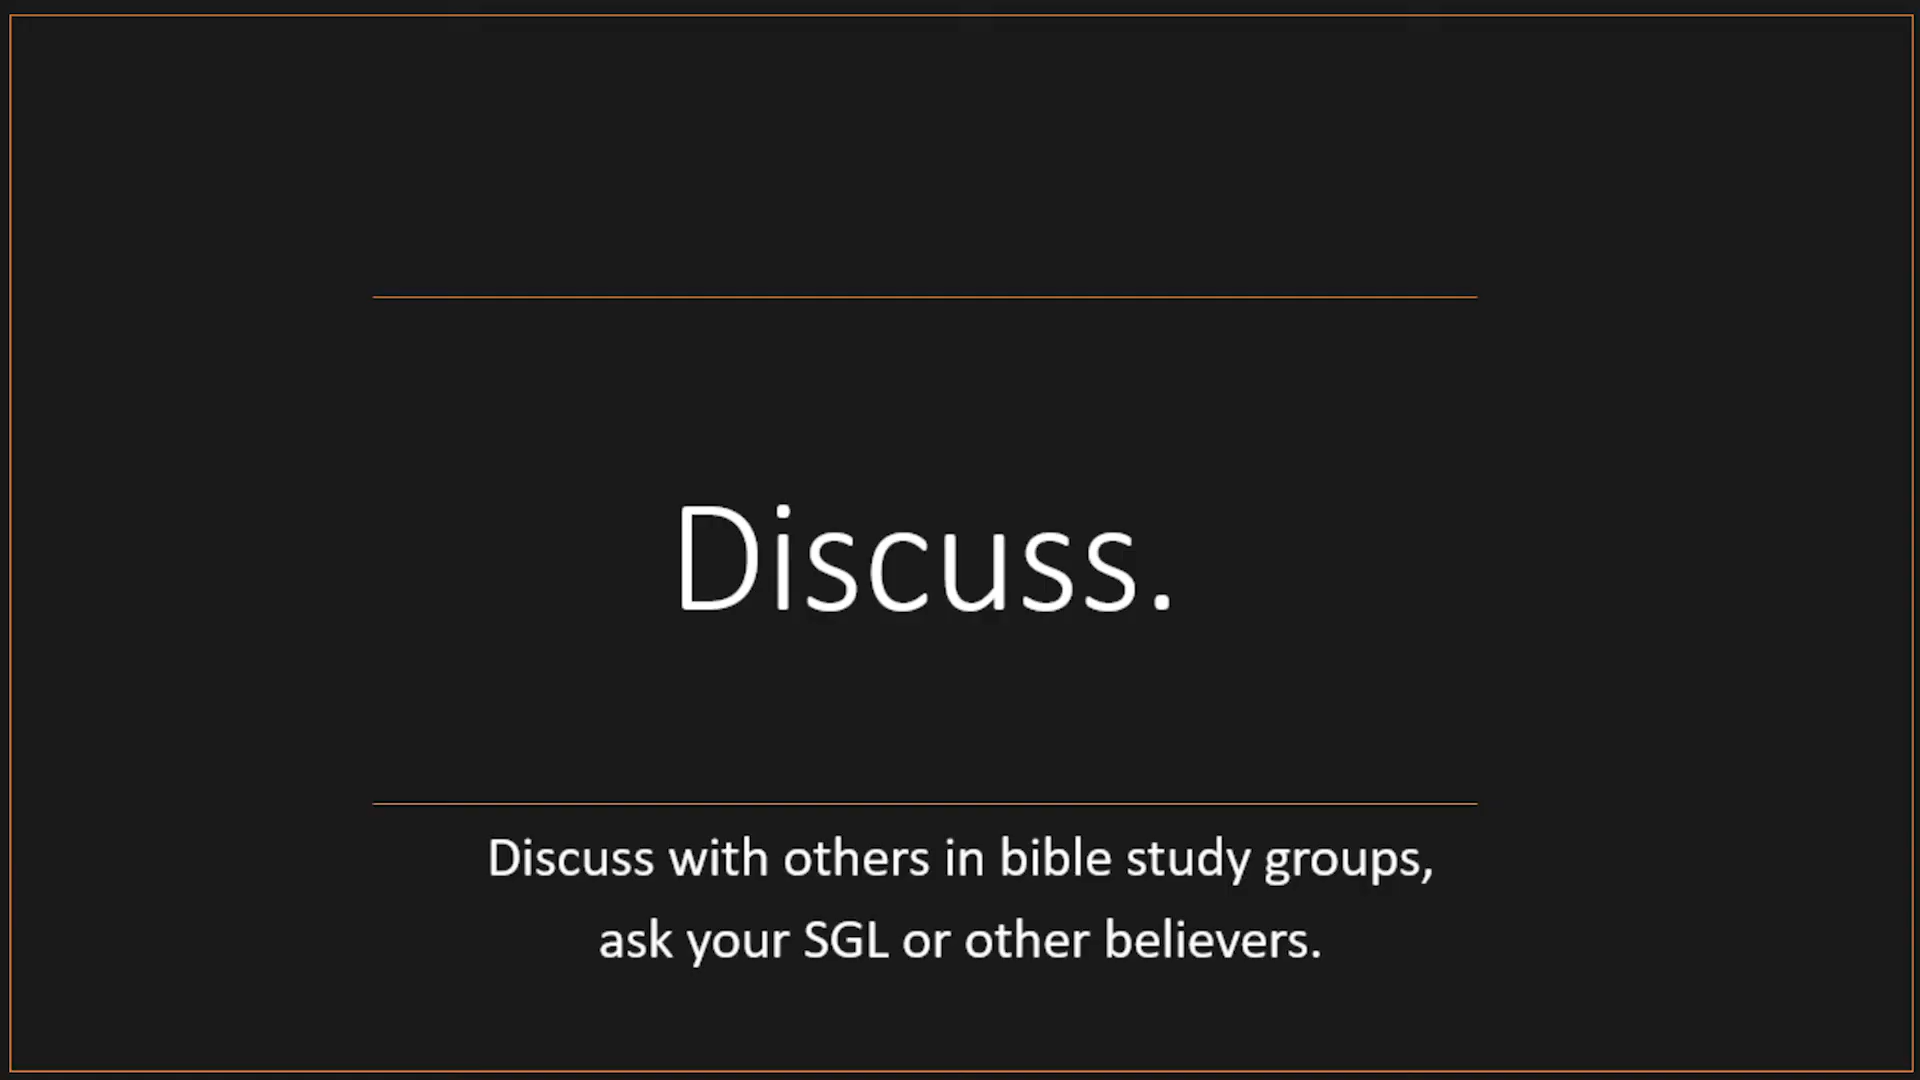 Discuss.
Discuss with others in bible study groups,
ask your SGL or other believers.